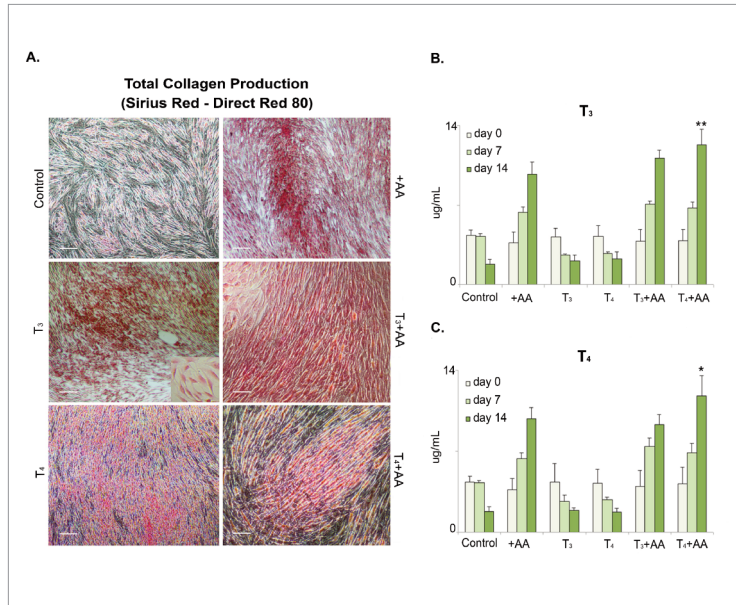 A.
Total Collagen Production
(Sirius Red - Direct Red 80)
Control
+AA
T₃
T₃+AA
T₄
T₄+AA
B.
T₃
14
day 0
day 7
day 14
ug/mL
0
**
Control
+AA
T₃
T₄
T₃+AA
T₄+AA
C.
T₄
14
day 0
day 7
day 14
ug/mL
0
*
Control
+AA
T₃
T₄
T₃+AA
T₄+AA